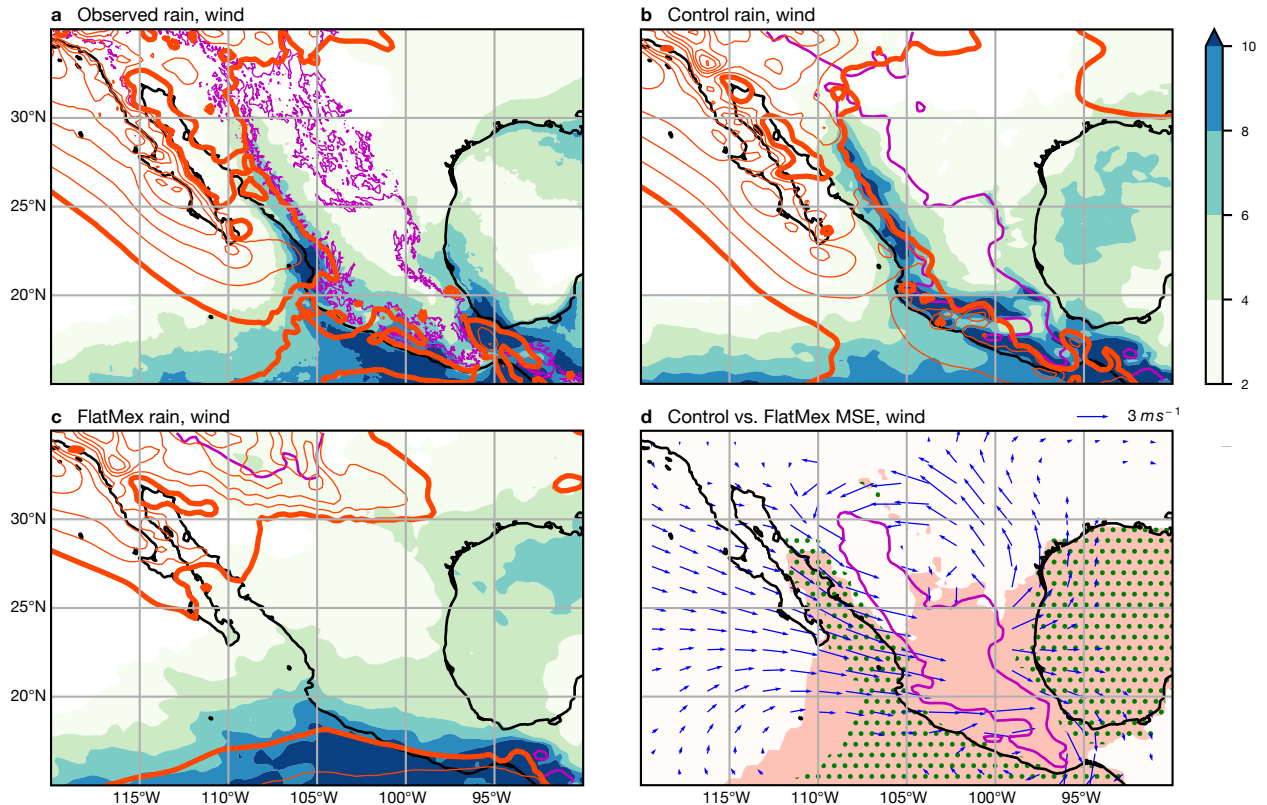 a Observed rain, wind
b Control rain, wind
30°N
25°N
20°N
10
8
6
4
2
c FlatMex rain, wind
d Control vs. FlatMex MSE, wind
3 ms⁻¹
30°N
25°N
20°N
115°W 110°W 105°W 100°W 95°W
115°W 110°W 105°W 100°W 95°W